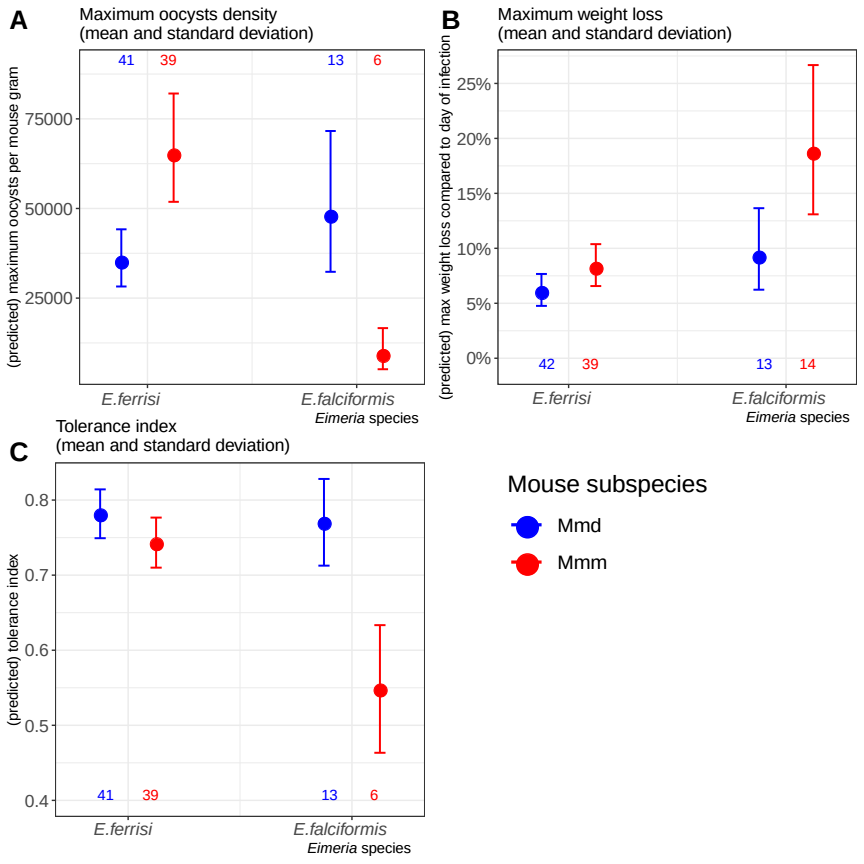 A
Maximum oocysts density
(mean and standard deviation)
41 39 13 6
(predicted) maximum oocysts per mouse gram
75000
50000
25000
E.ferrisi E.falciformis
Eimeria species
B
Maximum weight loss
(mean and standard deviation)
(predicted) max weight loss compared to day of infection
25%
20%
15%
10%
5%
0%
42 39 13 14
E.ferrisi E.falciformis
Eimeria species
C
Tolerance index
(mean and standard deviation)
(predicted) tolerance index
0.8
0.7
0.6
0.5
0.4
41 39 13 6
E.ferrisi E.falciformis
Eimeria species
Mouse subspecies
Mmd
Mmm